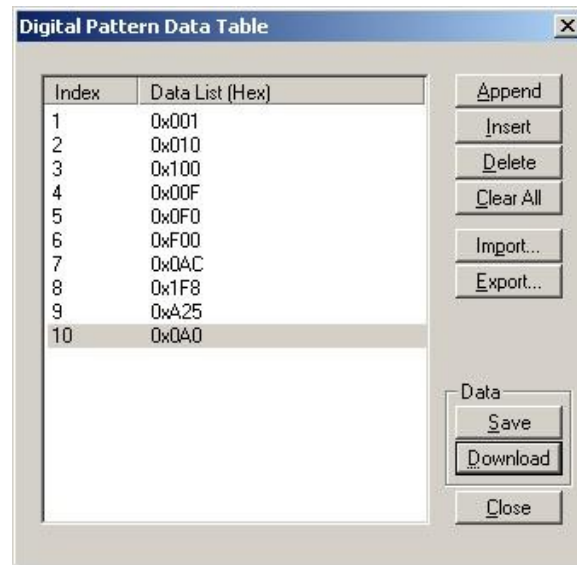 Digital Pattern Data Table
Index Data List (Hex)
1 0x001
2 0x010
3 0x100
4 0x00F
5 0x0F0
6 0xF00
7 0x0AC
8 0x1F8
9 0xA25
10 0x0A0
Append
Insert
Delete
Clear All
Import...
Export...
Data
Save
Download
Close